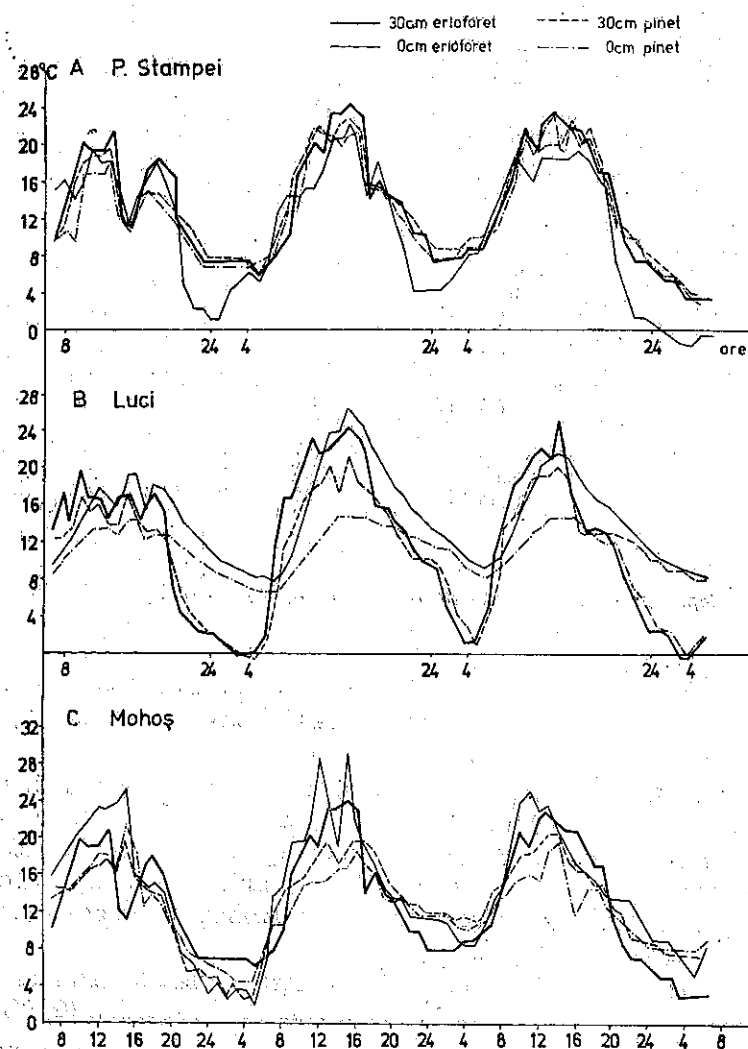 30cm erioforet 30cm pinet
0cm erioforet 0cm pinet
28°C A P. Stampei
24
20
16
12
8
4
0
8 24 4 24 4 24 ore
B Luci
28
24
20
16
12
8
4
8 24 4 24 4 24 4
C Mohoş
32
28
24
20
16
12
8
4
0
8 12 16 20 24 4 8 12 16 20 24 4 8 12 16 20 24 4 8